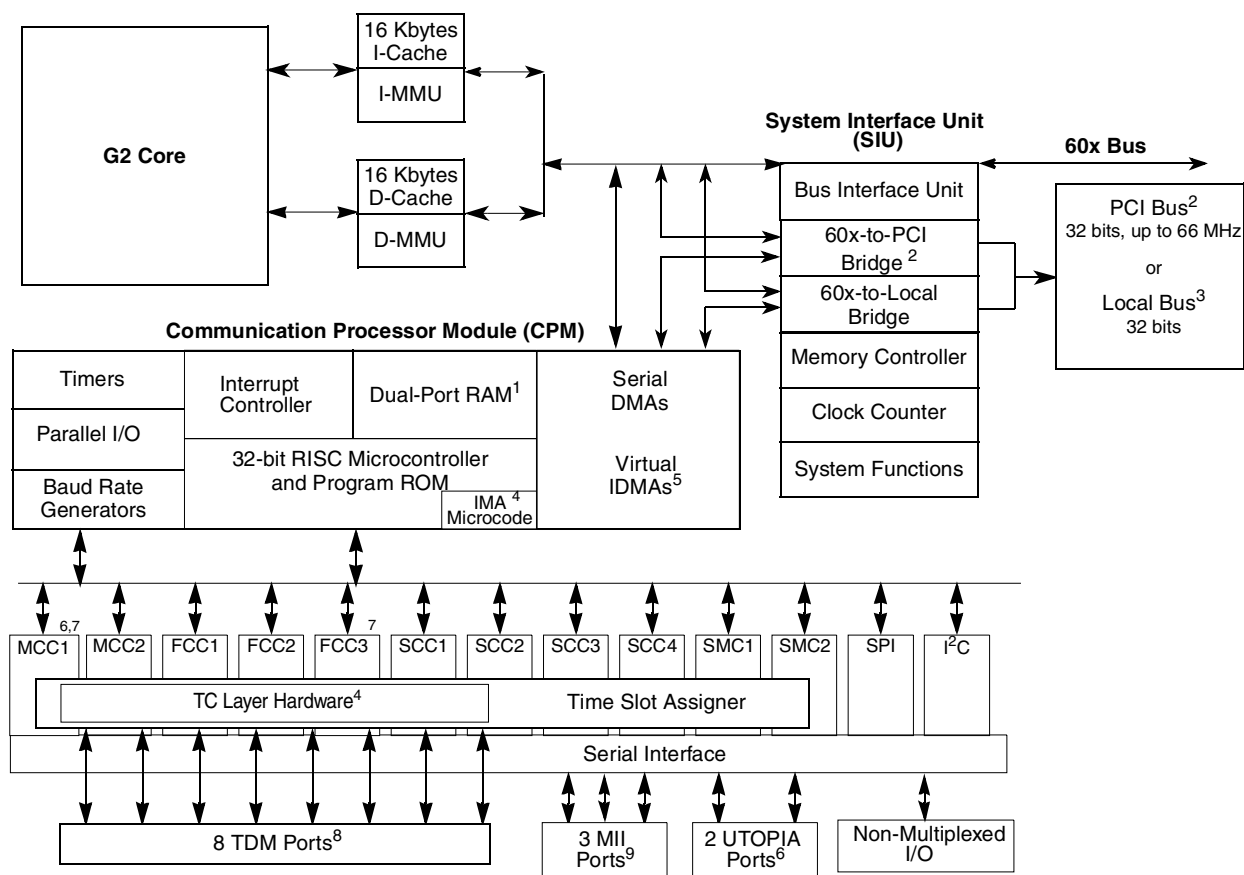 16 Kbytes
I-Cache
I-MMU
G2 Core
16 Kbytes
D-Cache
D-MMU
System Interface Unit
(SIU)
60x Bus
Bus Interface Unit
60x-to-PCI
Bridge 2
60x-to-Local
Bridge
Memory Controller
Clock Counter
System Functions
PCI Bus2
32 bits, up to 66 MHz
or
Local Bus3
32 bits
Communication Processor Module (CPM)
Timers
Parallel I/O
Baud Rate
Generators
Interrupt
Controller
Dual-Port RAM1
32-bit RISC Microcontroller
and Program ROM
IMA 4
Microcode
Serial
DMAs
Virtual
IDMAs5
MCC1 6,7
MCC2
FCC1
FCC2
FCC3 7
SCC1
SCC2
SCC3
SCC4
SMC1
SMC2
SPI
I2C
TC Layer Hardware4
Time Slot Assigner
Serial Interface
8 TDM Ports8
3 MII
Ports9
2 UTOPIA
Ports6
Non-Multiplexed
I/O